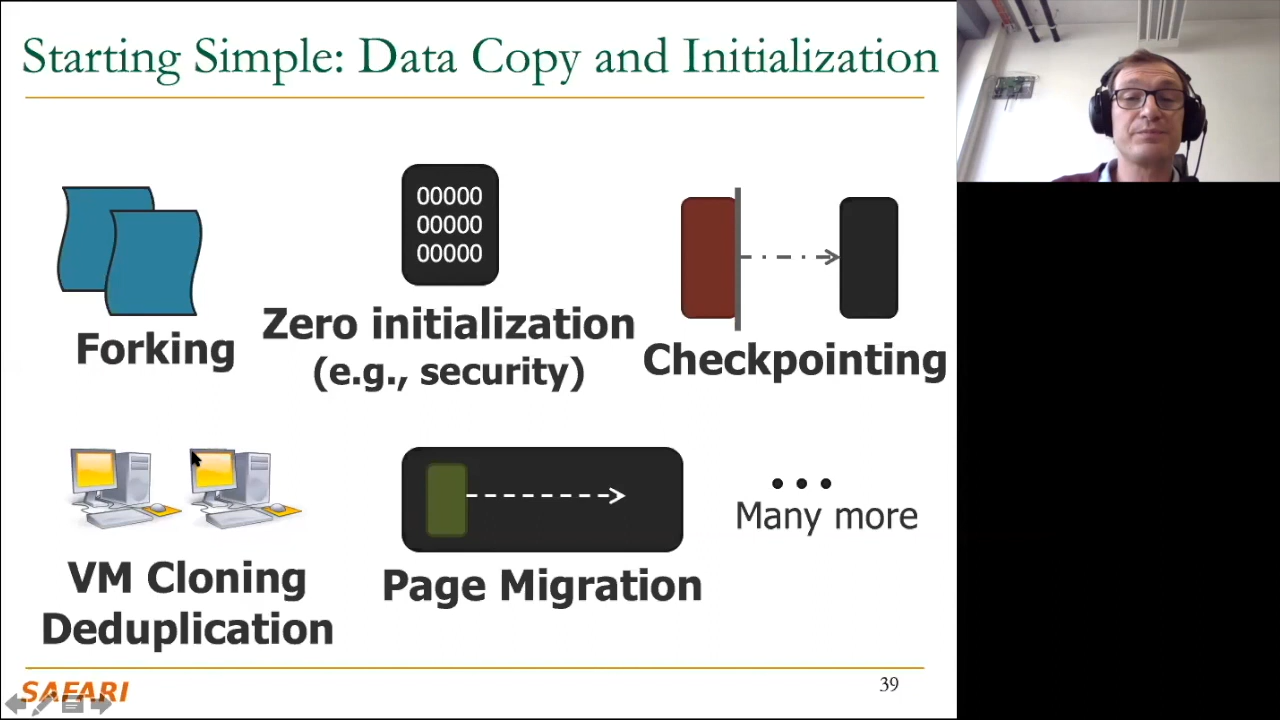 Starting Simple: Data Copy and Initialization
00000
00000
00000
Forking
Zero initialization
(e.g., security)
Checkpointing
VM Cloning
Deduplication
Page Migration
• • •
Many more
SAFARI
39